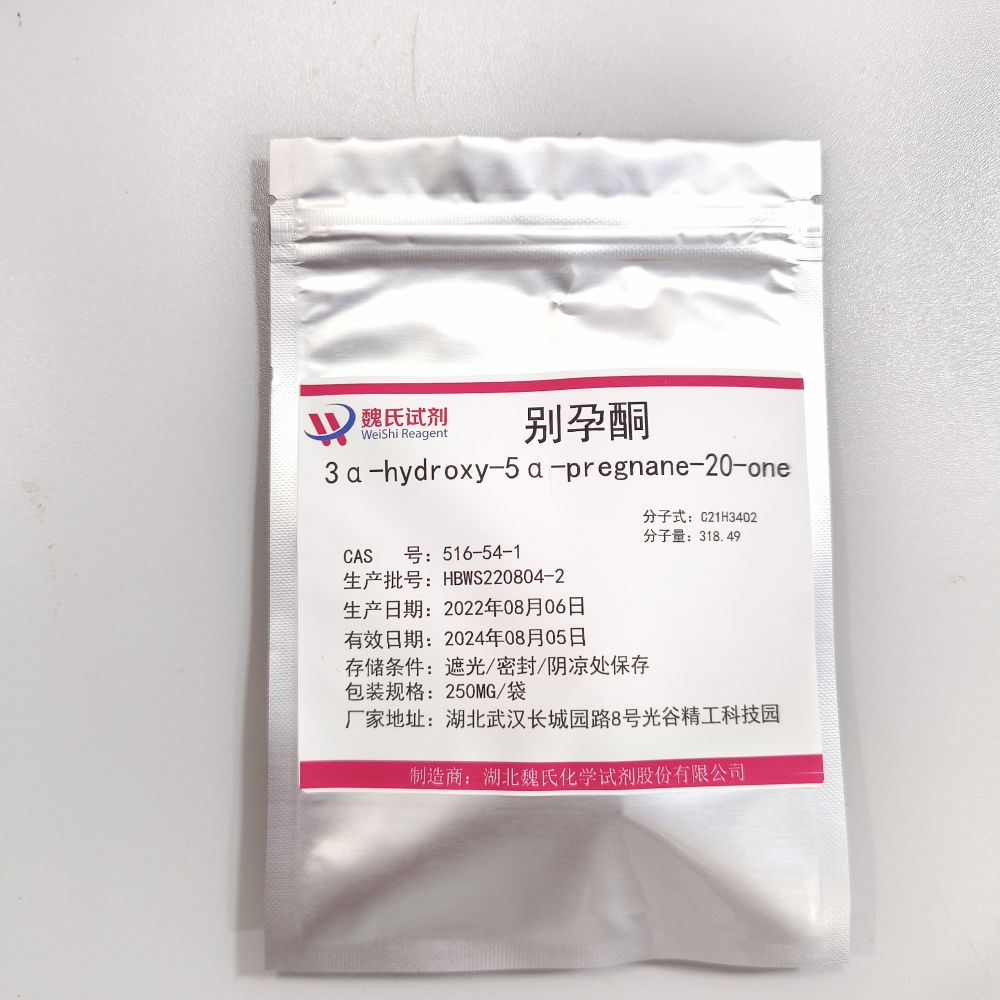 魏氏试剂
WeiShi Reagent
别孕酮
3α-hydroxy-5α-pregnane-20-one
分子式：C21H34O2
分子量：318.49
CAS 号：516-54-1
生产批号：HBWS220804-2
生产日期：2022年08月06日
有效日期：2024年08月05日
存储条件：遮光/密封/阴凉处保存
包装规格：250MG/袋
厂家地址：湖北武汉长城园路8号光谷精工科技园
制造商：湖北魏氏化学试剂股份有限公司